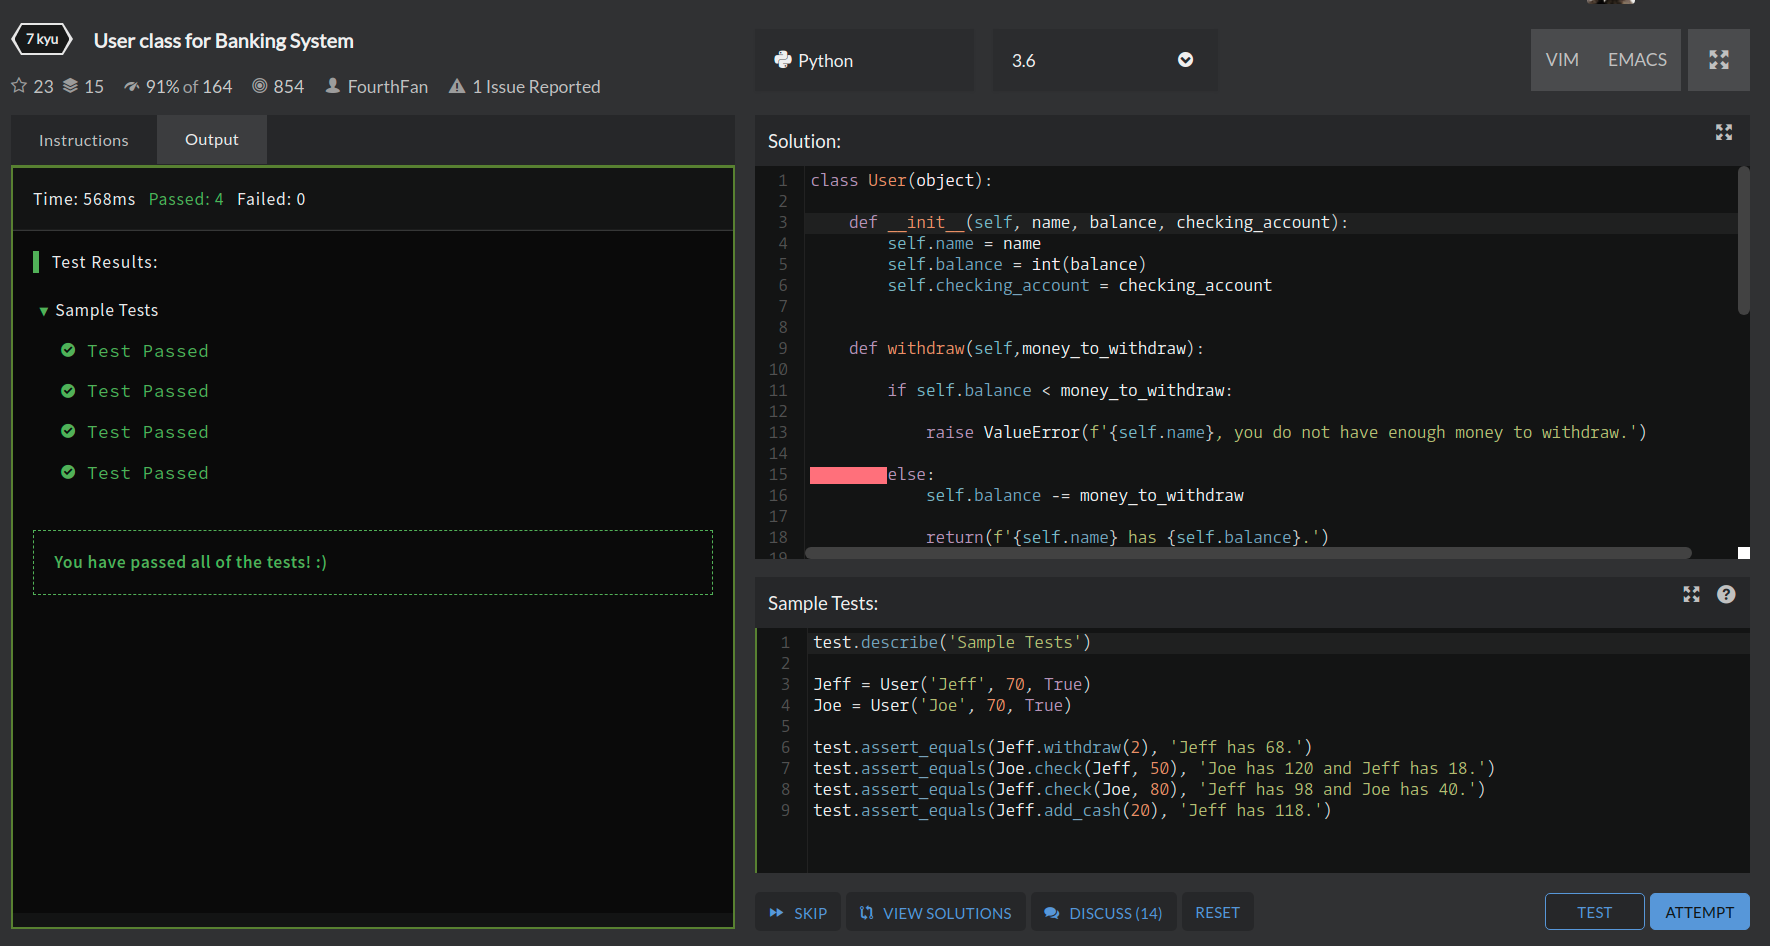 7 kyu
User class for Banking System
23 15 91% of 164 854 FourthFan 1 Issue Reported
Python
3.6
VIM EMACS
Instructions Output
Time: 568ms Passed: 4 Failed: 0
Test Results:
Sample Tests
Test Passed
Test Passed
Test Passed
Test Passed
You have passed all of the tests! :)
Solution:
1 class User(object):
2
3     def __init__(self, name, balance, checking_account):
4         self.name = name
5         self.balance = int(balance)
6         self.checking_account = checking_account
7
8
9     def withdraw(self,money_to_withdraw):
10
11         if self.balance < money_to_withdraw:
12
13             raise ValueError(f'{self.name}, you do not have enough money to withdraw.')
14
15         else:
16             self.balance -= money_to_withdraw
17
18             return(f'{self.name} has {self.balance}.')
19
Sample Tests:
1 test.describe('Sample Tests')
2
3 Jeff = User('Jeff', 70, True)
4 Joe = User('Joe', 70, True)
5
6 test.assert_equals(Jeff.withdraw(2), 'Jeff has 68.')
7 test.assert_equals(Joe.check(Jeff, 50), 'Joe has 120 and Jeff has 18.')
8 test.assert_equals(Jeff.check(Joe, 80), 'Jeff has 98 and Joe has 40.')
9 test.assert_equals(Jeff.add_cash(20), 'Jeff has 118.')
SKIP VIEW SOLUTIONS DISCUSS (14) RESET TEST ATTEMPT